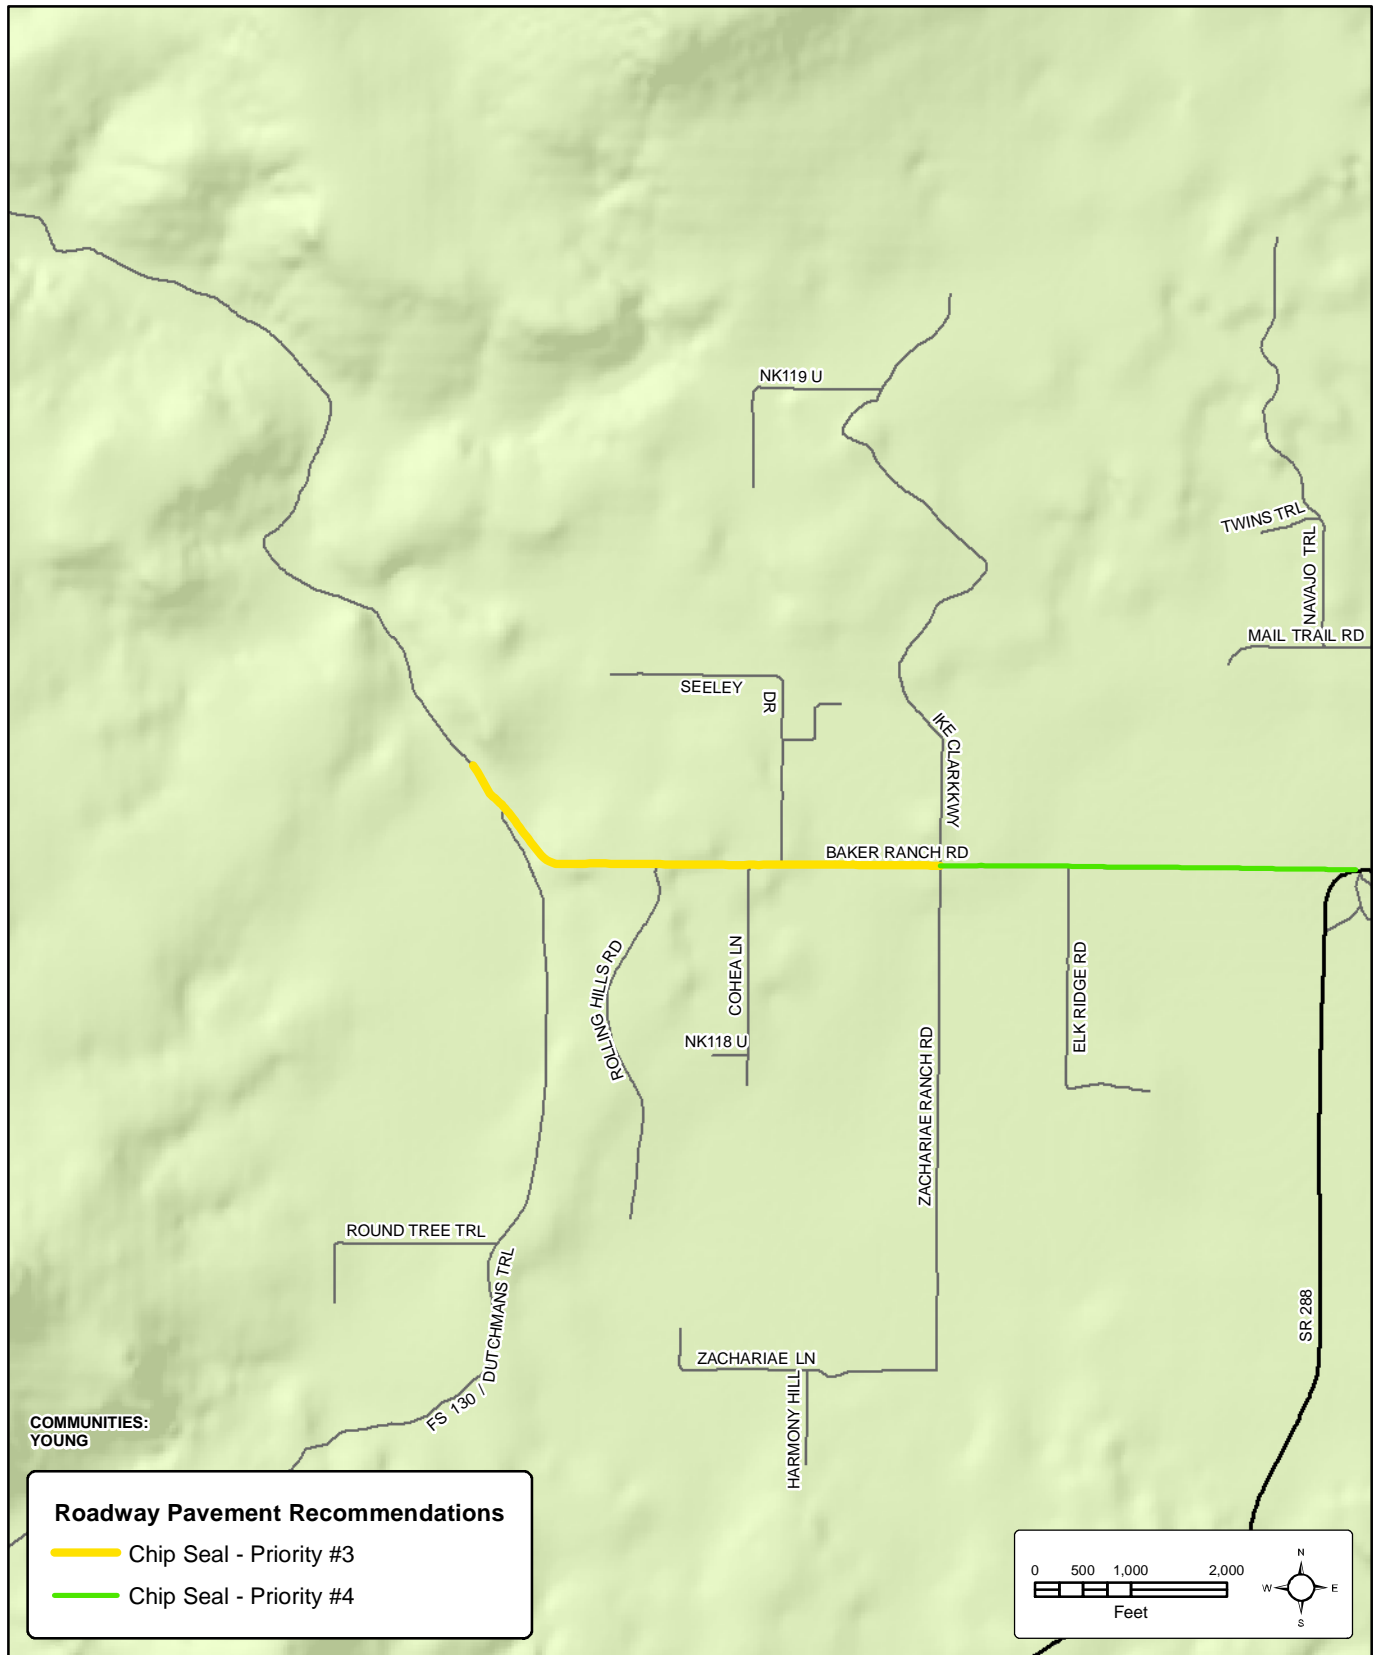 NK119 U
TWINS TRL
NAVAJO TRL
MAIL TRAIL RD
SEELEY
DR
IKE CLARKKWY
BAKER RANCH RD
ROLLING HILLS RD
COHEA LN
ELK RIDGE RD
NK118 U
ZACHARIAE RANCH RD
ROUND TREE TRL
FS 130 / DUTCHMANS TRL
SR 288
ZACHARIAE LN
HARMONY HILL
COMMUNITIES:
YOUNG
Roadway Pavement Recommendations
Chip Seal - Priority #3
Chip Seal - Priority #4
0 500 1,000 2,000
Feet
N
W E
S